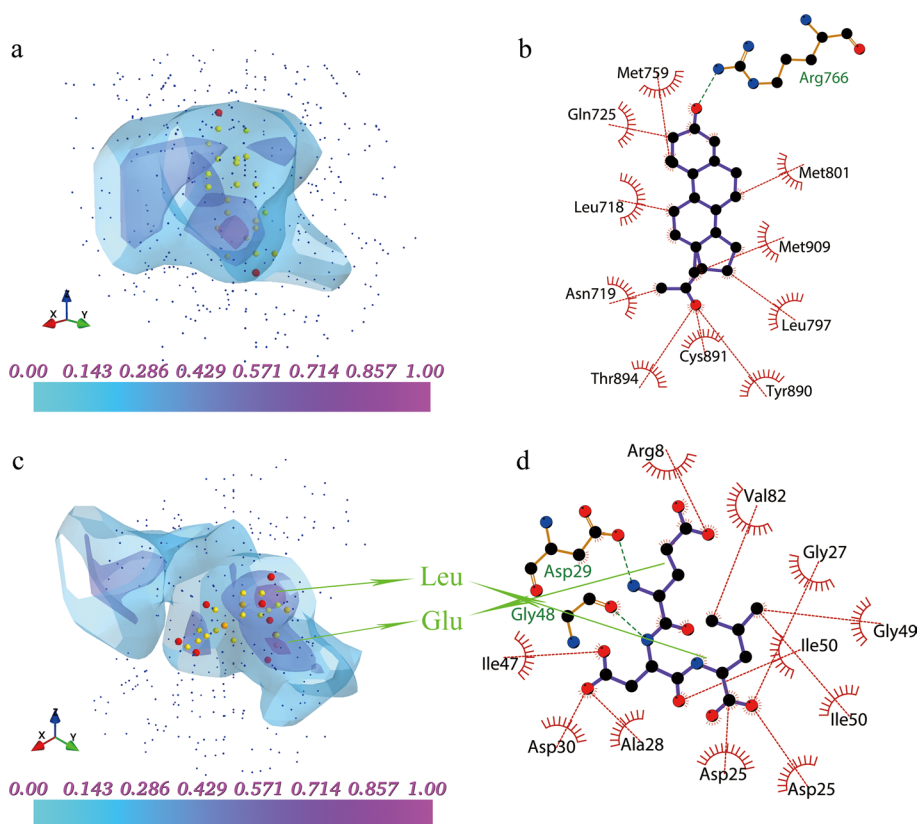 a
b
Arg766
Met759
Gln725
Met801
Leu718
Met909
Asn719
Leu797
Cys891
Thr894
Tyr890
Z
X
Y
0.00 0.143 0.286 0.429 0.571 0.714 0.857 1.00
c
d
Arg8
Val82
Gly27
Asp29
Leu
Glu
Gly48
Gly49
Ile50
Ile47
Ile50
Asp30
Ala28
Asp25
Asp25
Z
X
Y
0.00 0.143 0.286 0.429 0.571 0.714 0.857 1.00